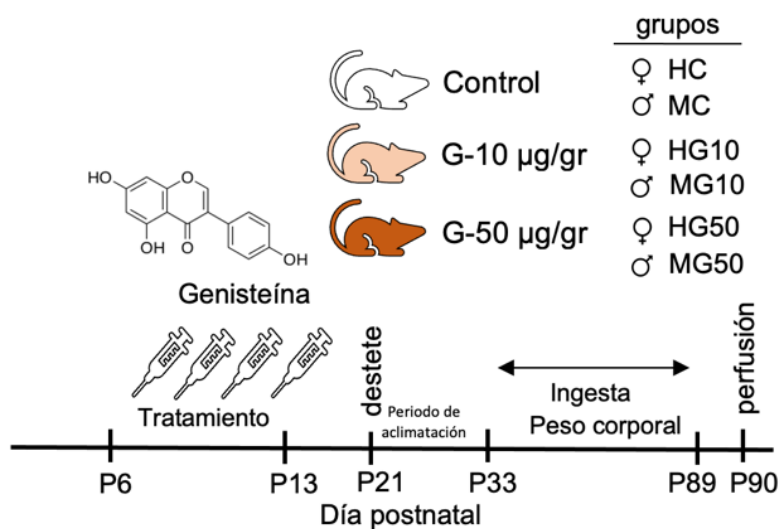 grupos
Control
♀ HC
♂ MC
G-10 µg/gr
♀ HG10
♂ MG10
G-50 µg/gr
♀ HG50
♂ MG50
HO
O
OH
O
OH
Genisteína
Tratamiento
destete
Periodo de
aclimatación
Ingesta
Peso corporal
perfusión
P6
P13
P21
P33
P89
P90
Día postnatal